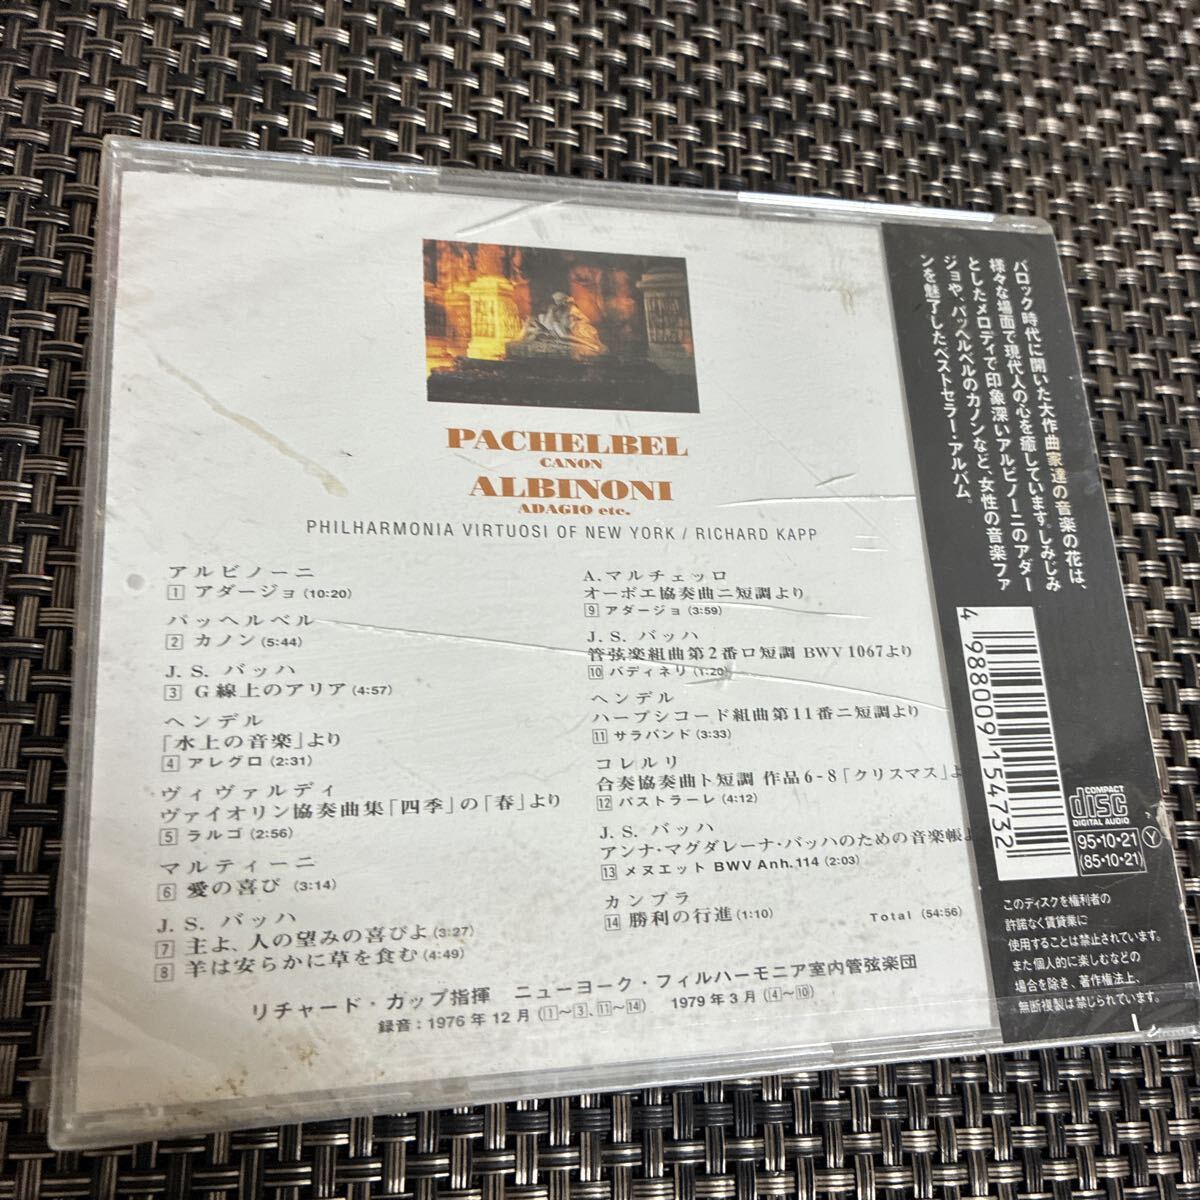 PACHELBEL
CANON
ALBINONI
ADAGIO etc.
PHILHARMONIA VIRTUOSI OF NEW YORK / RICHARD KAPP
アルビノーニ
1 アダージョ (10:20)
パッヘルベル
2 カノン (5:44)
J. S. バッハ
3 G線上のアリア (4:57)
ヘンデル
「水上の音楽」より
4 アレグロ (2:31)
ヴィヴァルディ
ヴァイオリン協奏曲集「四季」の「春」より
5 ラルゴ (2:56)
マルティーニ
6 愛の喜び (3:14)
J. S. バッハ
7 主よ、人の望みの喜びよ (3:27)
8 羊は安らかに草を食む (4:49)
A. マルチェッロ
オーボエ協奏曲ニ短調より
9 アダージョ (3:59)
J. S. バッハ
管弦楽組曲第2番ロ短調 BWV 1067より
10 バディネリ (1:20)
ヘンデル
ハープシコード組曲第11番ニ短調より
11 サラバンド (3:33)
コレルリ
合奏協奏曲ト短調 作品6-8「クリスマス」よ
12 パストラーレ (4:12)
J. S. バッハ
アンナ・マグダレーナ・バッハのための音楽帳よ
13 メヌエット BWV Anh. 114 (2:03)
カンプラ
14 勝利の行進 (1:10)
Total (54:56)
リチャード・カップ指揮 ニューヨーク・フィルハーモニア室内管弦楽団
録音：1976年12月 (1〜3、11〜14) 1979年3月 (4〜10)
バロック時代に開いた大作曲家達の音楽の花は、
様々な場面で現代人の心を癒しています。しみじみ
としたメロディで印象深いアルビノーニのアダー
ジョや、パッヘルベルのカノンなど、女性の音楽ファ
ンを魅了したベストセラー・アルバム。
4 988009 154732
COMPACT
disc
DIGITAL AUDIO
95・10・21
(85・10・21)
Y
このディスクを権利者の
許諾なく賃貸業に
使用することは禁止されています。
また個人的に楽しむなどの
場合を除き、著作権法上、
無断複製は禁じられています。